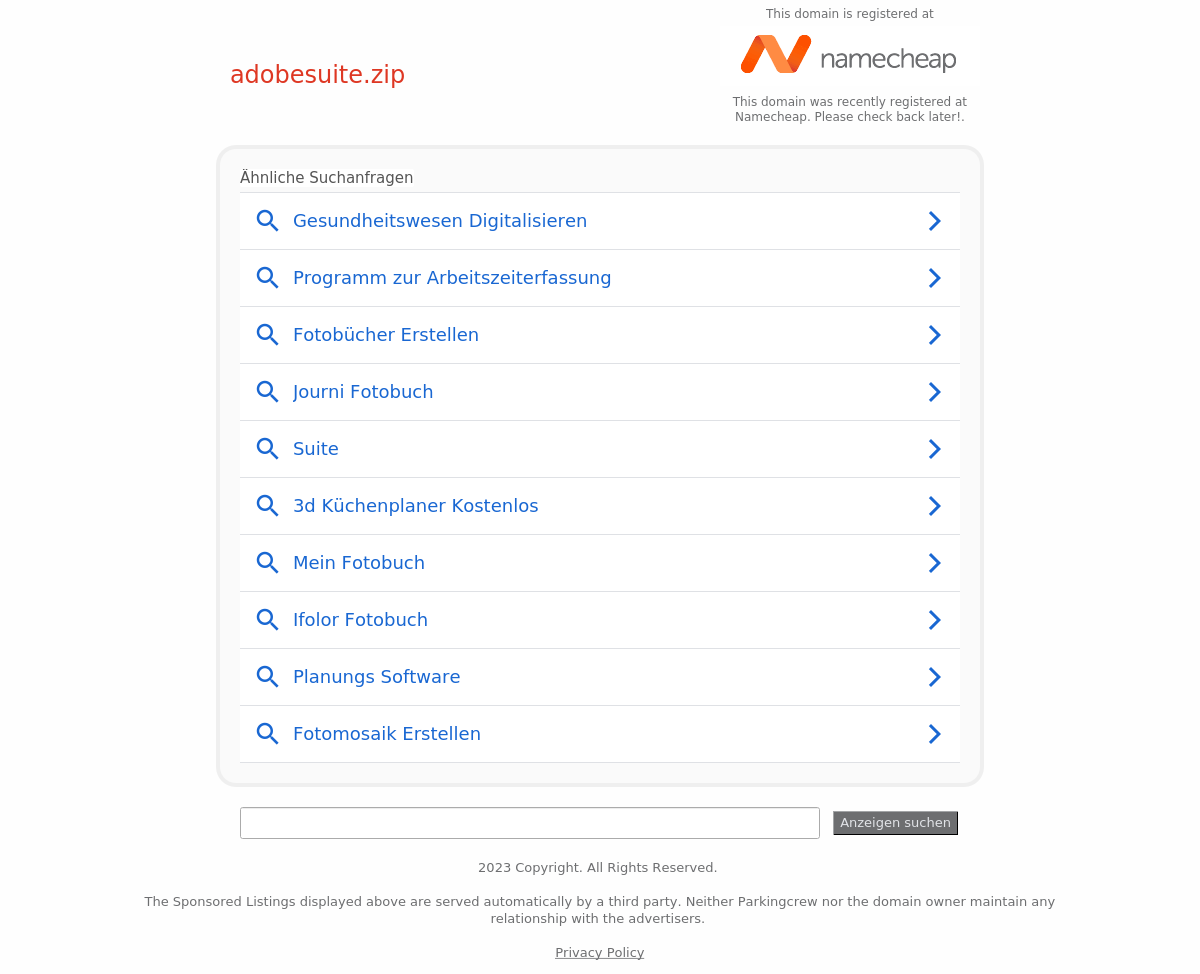 This domain is registered at
namecheap
adobesuite.zip
This domain was recently registered at
Namecheap. Please check back later!.
Ähnliche Suchanfragen
Gesundheitswesen Digitalisieren
Programm zur Arbeitszeiterfassung
Fotobücher Erstellen
Journi Fotobuch
Suite
3d Küchenplaner Kostenlos
Mein Fotobuch
Ifolor Fotobuch
Planungs Software
Fotomosaik Erstellen
Anzeigen suchen
2023 Copyright. All Rights Reserved.
The Sponsored Listings displayed above are served automatically by a third party. Neither Parkingcrew nor the domain owner maintain any
relationship with the advertisers.
Privacy Policy